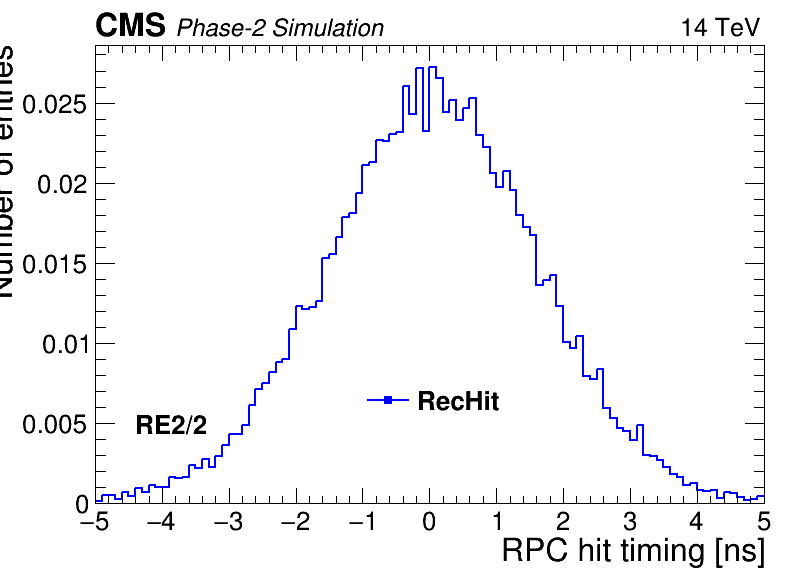 CMS Phase-2 Simulation 14 TeV
Number of entries
0.025
0.02
0.015
0.01
0.005
0
RecHit
RE2/2
−5 −4 −3 −2 −1 0 1 2 3 4 5
RPC hit timing [ns]